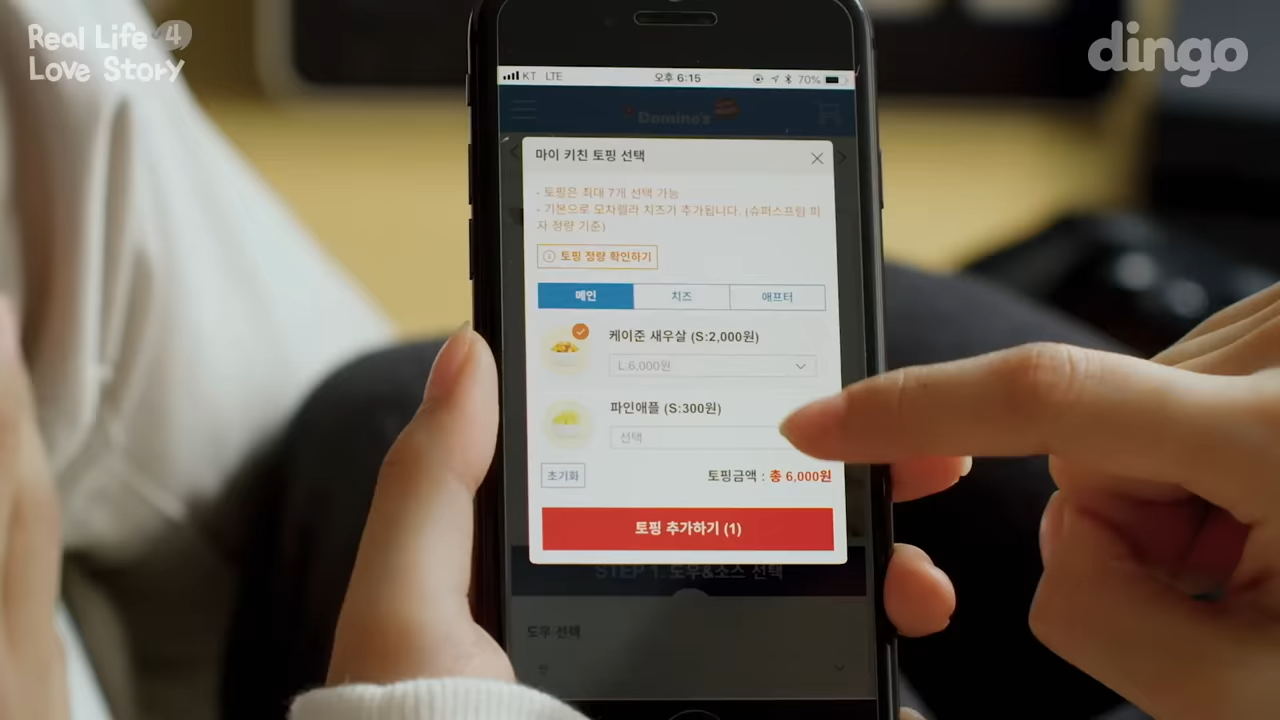 Real Life 4
Love Story
dingo
KT LTE
오후 6:15
70%
Domino's
마이 키친 토핑 선택
- 토핑은 최대 7개 선택 가능
- 기본으로 모차렐라 치즈가 추가됩니다. (슈퍼스프림 피
자 정량 기준)
토핑 정량 확인하기
메인
치즈
애프터
케이준 새우살 (S:2,000원)
L:6,000원
파인애플 (S:300원)
선택
초기화
토핑금액 : 총 6,000원
토핑 추가하기 (1)
STEP 1. 도우&소스 선택
도우 선택